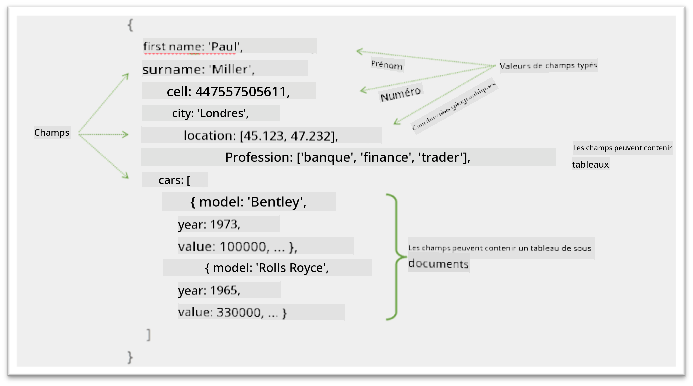 {
first name: 'Paul',
surname: 'Miller',
cell: 447557505611,
city: 'Londres',
location: [45.123, 47.232],
Profession: ['banque', 'finance', 'trader'],
cars: [
{ model: 'Bentley',
year: 1973,
value: 100000, ... },
{ model: 'Rolls Royce',
year: 1965,
value: 330000, ... }
]
}
Champs
Prénom
Numéro
Valeurs de champs types
Les champs peuvent contenir
tableaux
Les champs peuvent contenir un tableau de sous
documents